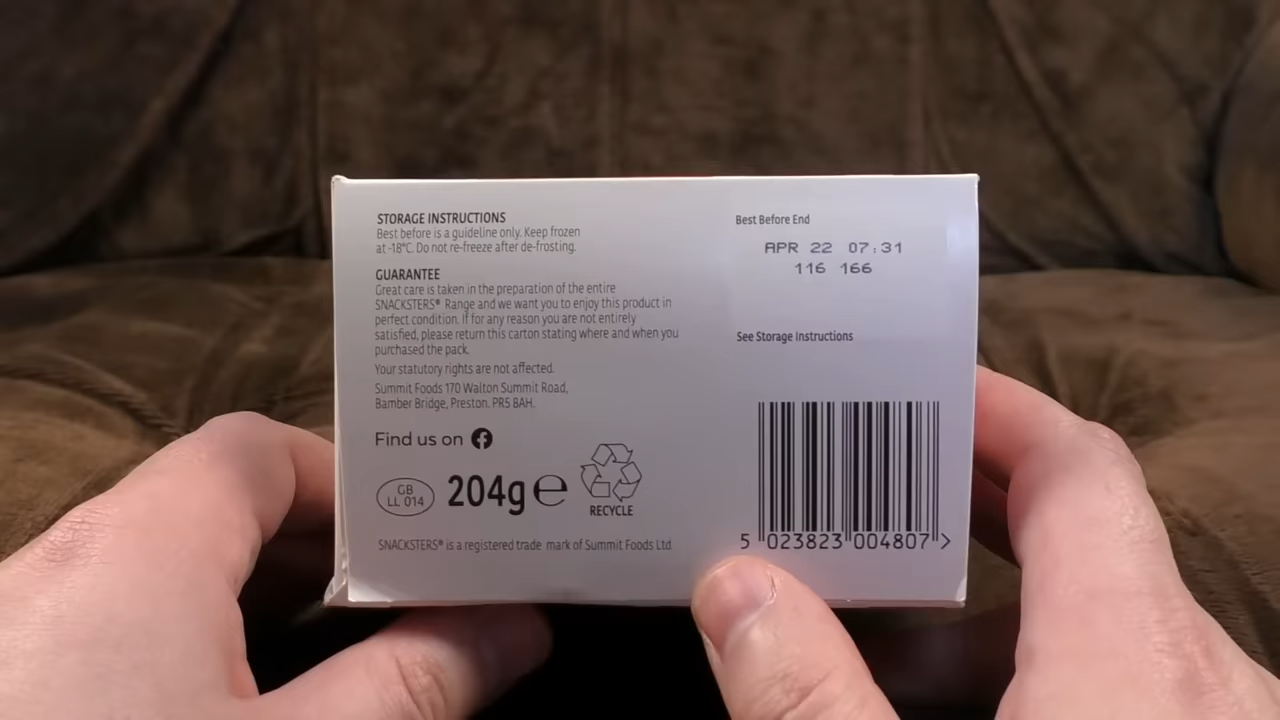 STORAGE INSTRUCTIONS
Best before is a guideline only. Keep frozen
at -18°C. Do not re-freeze after de-frosting.
GUARANTEE
Great care is taken in the preparation of the entire
SNACKSTERS® Range and we want you to enjoy this product in
perfect condition. If for any reason you are not entirely
satisfied, please return this carton stating where and when you
purchased the pack.
Your statutory rights are not affected.
Summit Foods 170 Walton Summit Road,
Bamber Bridge, Preston. PR5 8AH.
Find us on
GB
LL 014
204g ℮
RECYCLE
SNACKSTERS® is a registered trade mark of Summit Foods Ltd
Best Before End
APR 22 07:31
116 166
See Storage Instructions
5 023823 004807 >